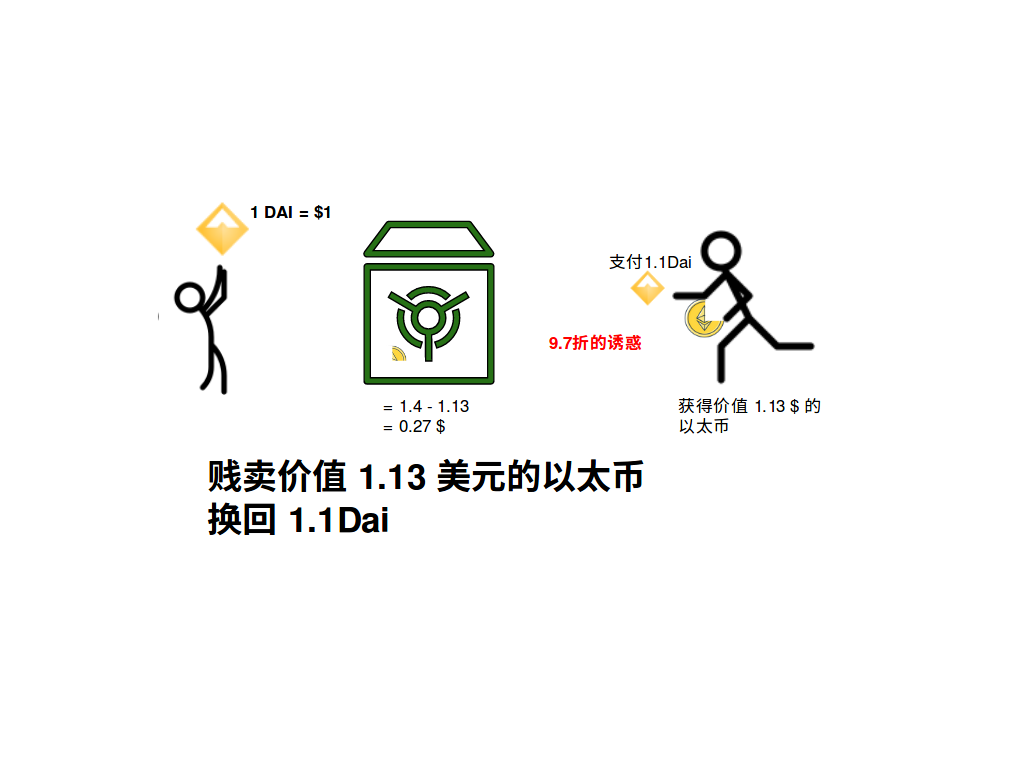 1 DAI = $1
支付1.1Dai
9.7折的诱惑
= 1.4 - 1.13
= 0.27 $
获得价值 1.13 $ 的
以太币
贱卖价值 1.13 美元的以太币
换回 1.1Dai